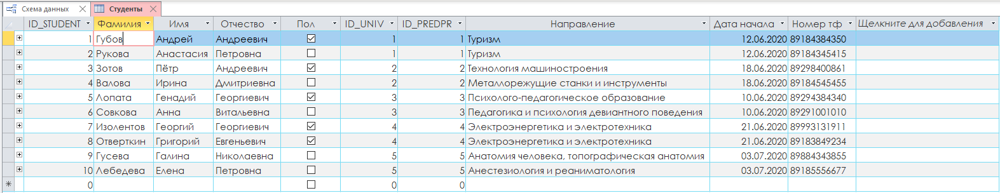 Схема данных Студенты
ID_STUDENT Фамилия Имя Отчество Пол ID_UNIV ID_PREDPR Направление Дата начала Номер тф Щелкните для добавления
1 Губов Андрей Андреевич 1 1 Туризм 12.06.2020 89184384350
2 Рукова Анастасия Петровна 1 1 Туризм 12.06.2020 89184345415
3 Зотов Пётр Андреевич 2 2 Технология машиностроения 18.06.2020 89298400861
4 Валова Ирина Дмитриевна 2 2 Металлорежущие станки и инструменты 18.06.2020 89184545455
5 Лопата Генадий Георгиевич 3 3 Психолого-педагогическое образование 10.06.2020 89294384340
6 Совкова Анна Витальевна 3 3 Педагогика и психология девиантного поведения 10.06.2020 89291001010
7 Изолентов Георгий Георгиевич 4 4 Электроэнергетика и электротехника 21.06.2020 89993131911
8 Отверткин Григорий Евгеньевич 4 4 Электроэнергетика и электротехника 21.06.2020 89183849234
9 Гусева Галина Николаевна 5 5 Анатомия человека, топографическая анатомия 03.07.2020 89884343855
10 Лебедева Елена Петровна 5 5 Анестезиология и реаниматология 03.07.2020 89185556677
0 0 0